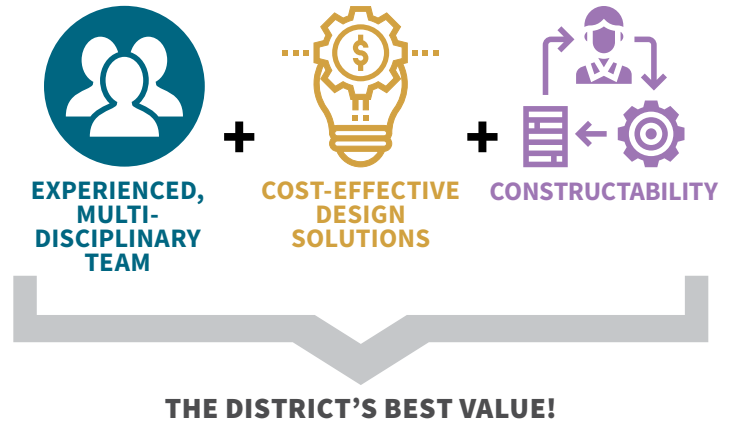 $
+
+
EXPERIENCED,
MULTI-
DISCIPLINARY
TEAM
COST-EFFECTIVE
DESIGN
SOLUTIONS
CONSTRUCTABILITY
THE DISTRICT’S BEST VALUE!